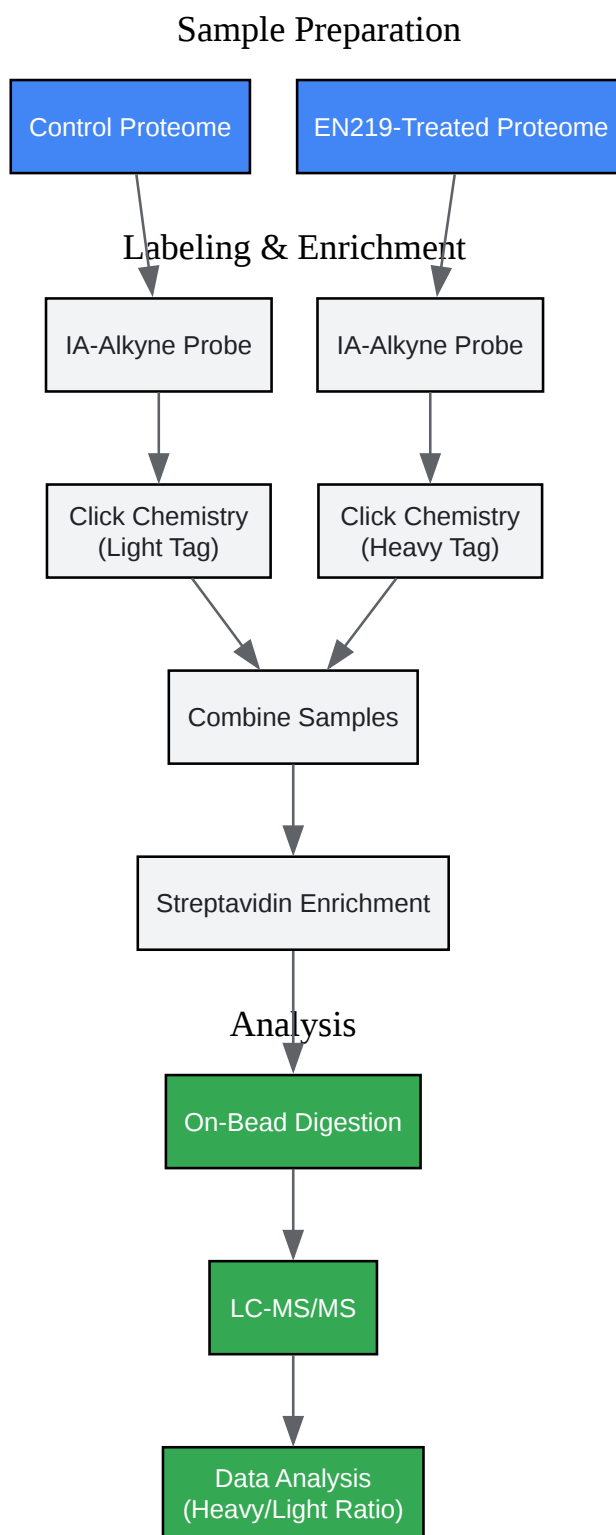 Sample Preparation
Control Proteome
EN219-Treated Proteome
Labeling & Enrichment
IA-Alkyne Probe
IA-Alkyne Probe
Click Chemistry
(Light Tag)
Click Chemistry
(Heavy Tag)
Combine Samples
Streptavidin Enrichment
Analysis
On-Bead Digestion
LC-MS/MS
Data Analysis
(Heavy/Light Ratio)